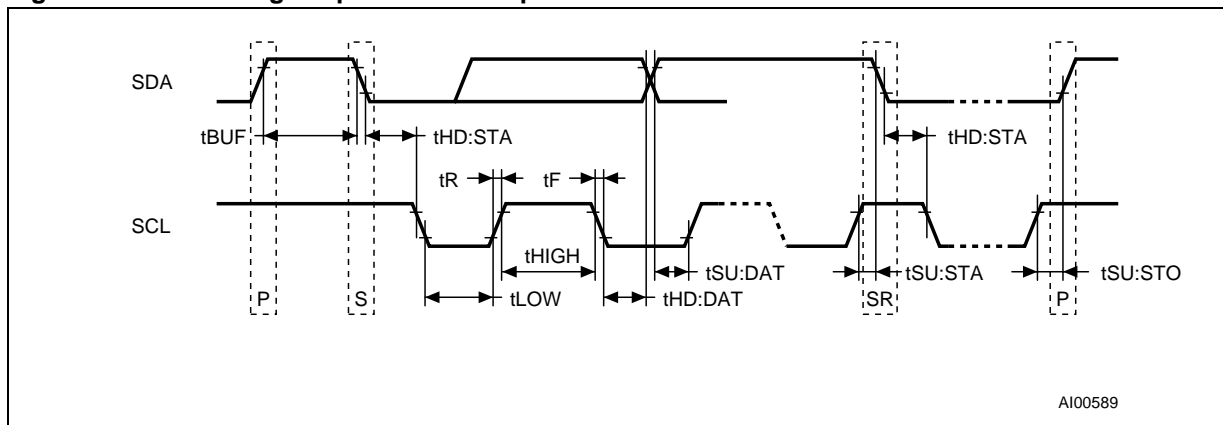 SDA
tBUF
tHD:STA
tHD:STA
tR
tF
SCL
tHIGH
tSU:DAT
tSU:STA
tSU:STO
P
S
tLOW
tHD:DAT
SR
P
AI00589